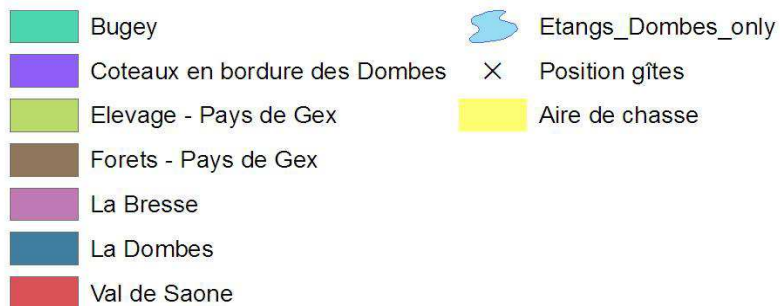 Bugey
Coteaux en bordure des Dombes
Elevage - Pays de Gex
Forets - Pays de Gex
La Bresse
La Dombes
Val de Saone
Etangs_Dombes_only
Position gîtes
Aire de chasse